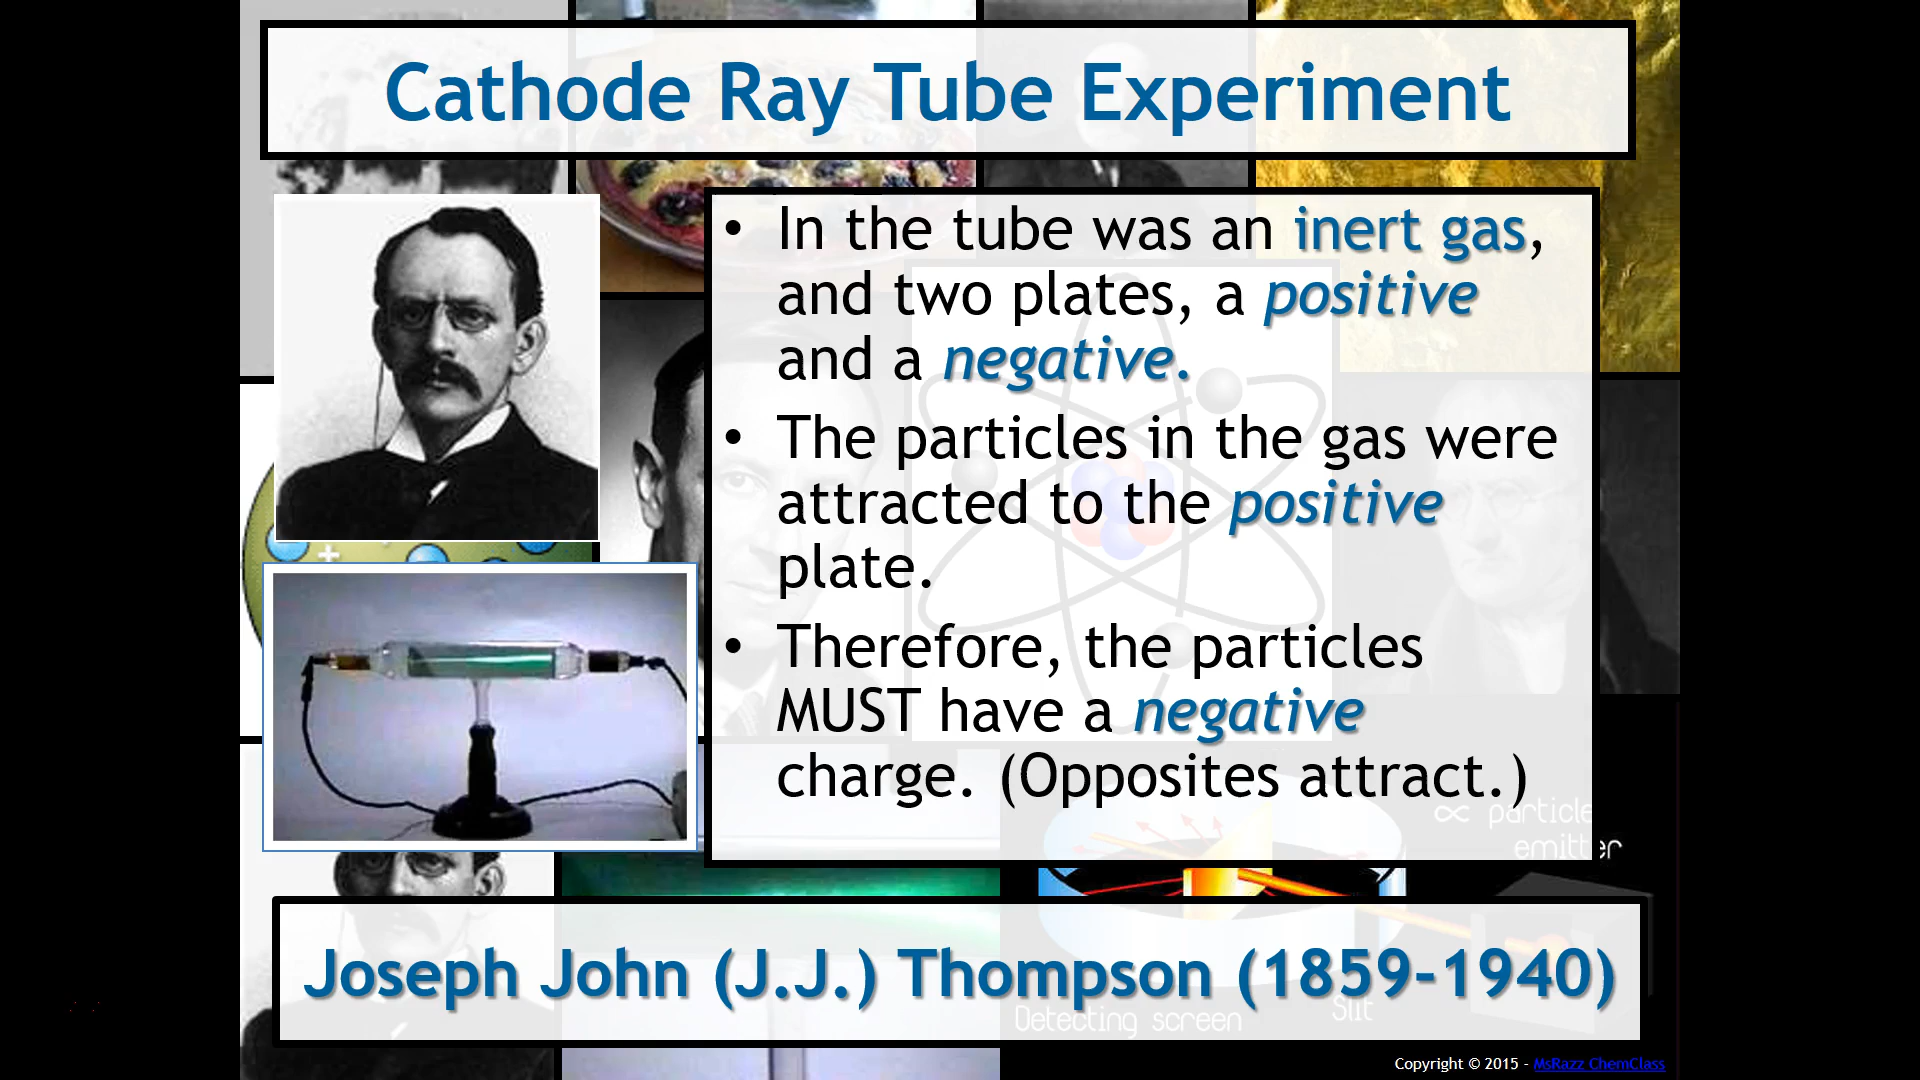 Cathode Ray Tube Experiment
• In the tube was an inert gas,
and two plates, a positive
and a negative.
• The particles in the gas were
attracted to the positive
plate.
• Therefore, the particles
MUST have a negative
charge. (Opposites attract.)
∝ particle
emitter
Joseph John (J.J.) Thompson (1859-1940)
Detecting screen
Slit
Copyright © 2015 - MsRazz ChemClass